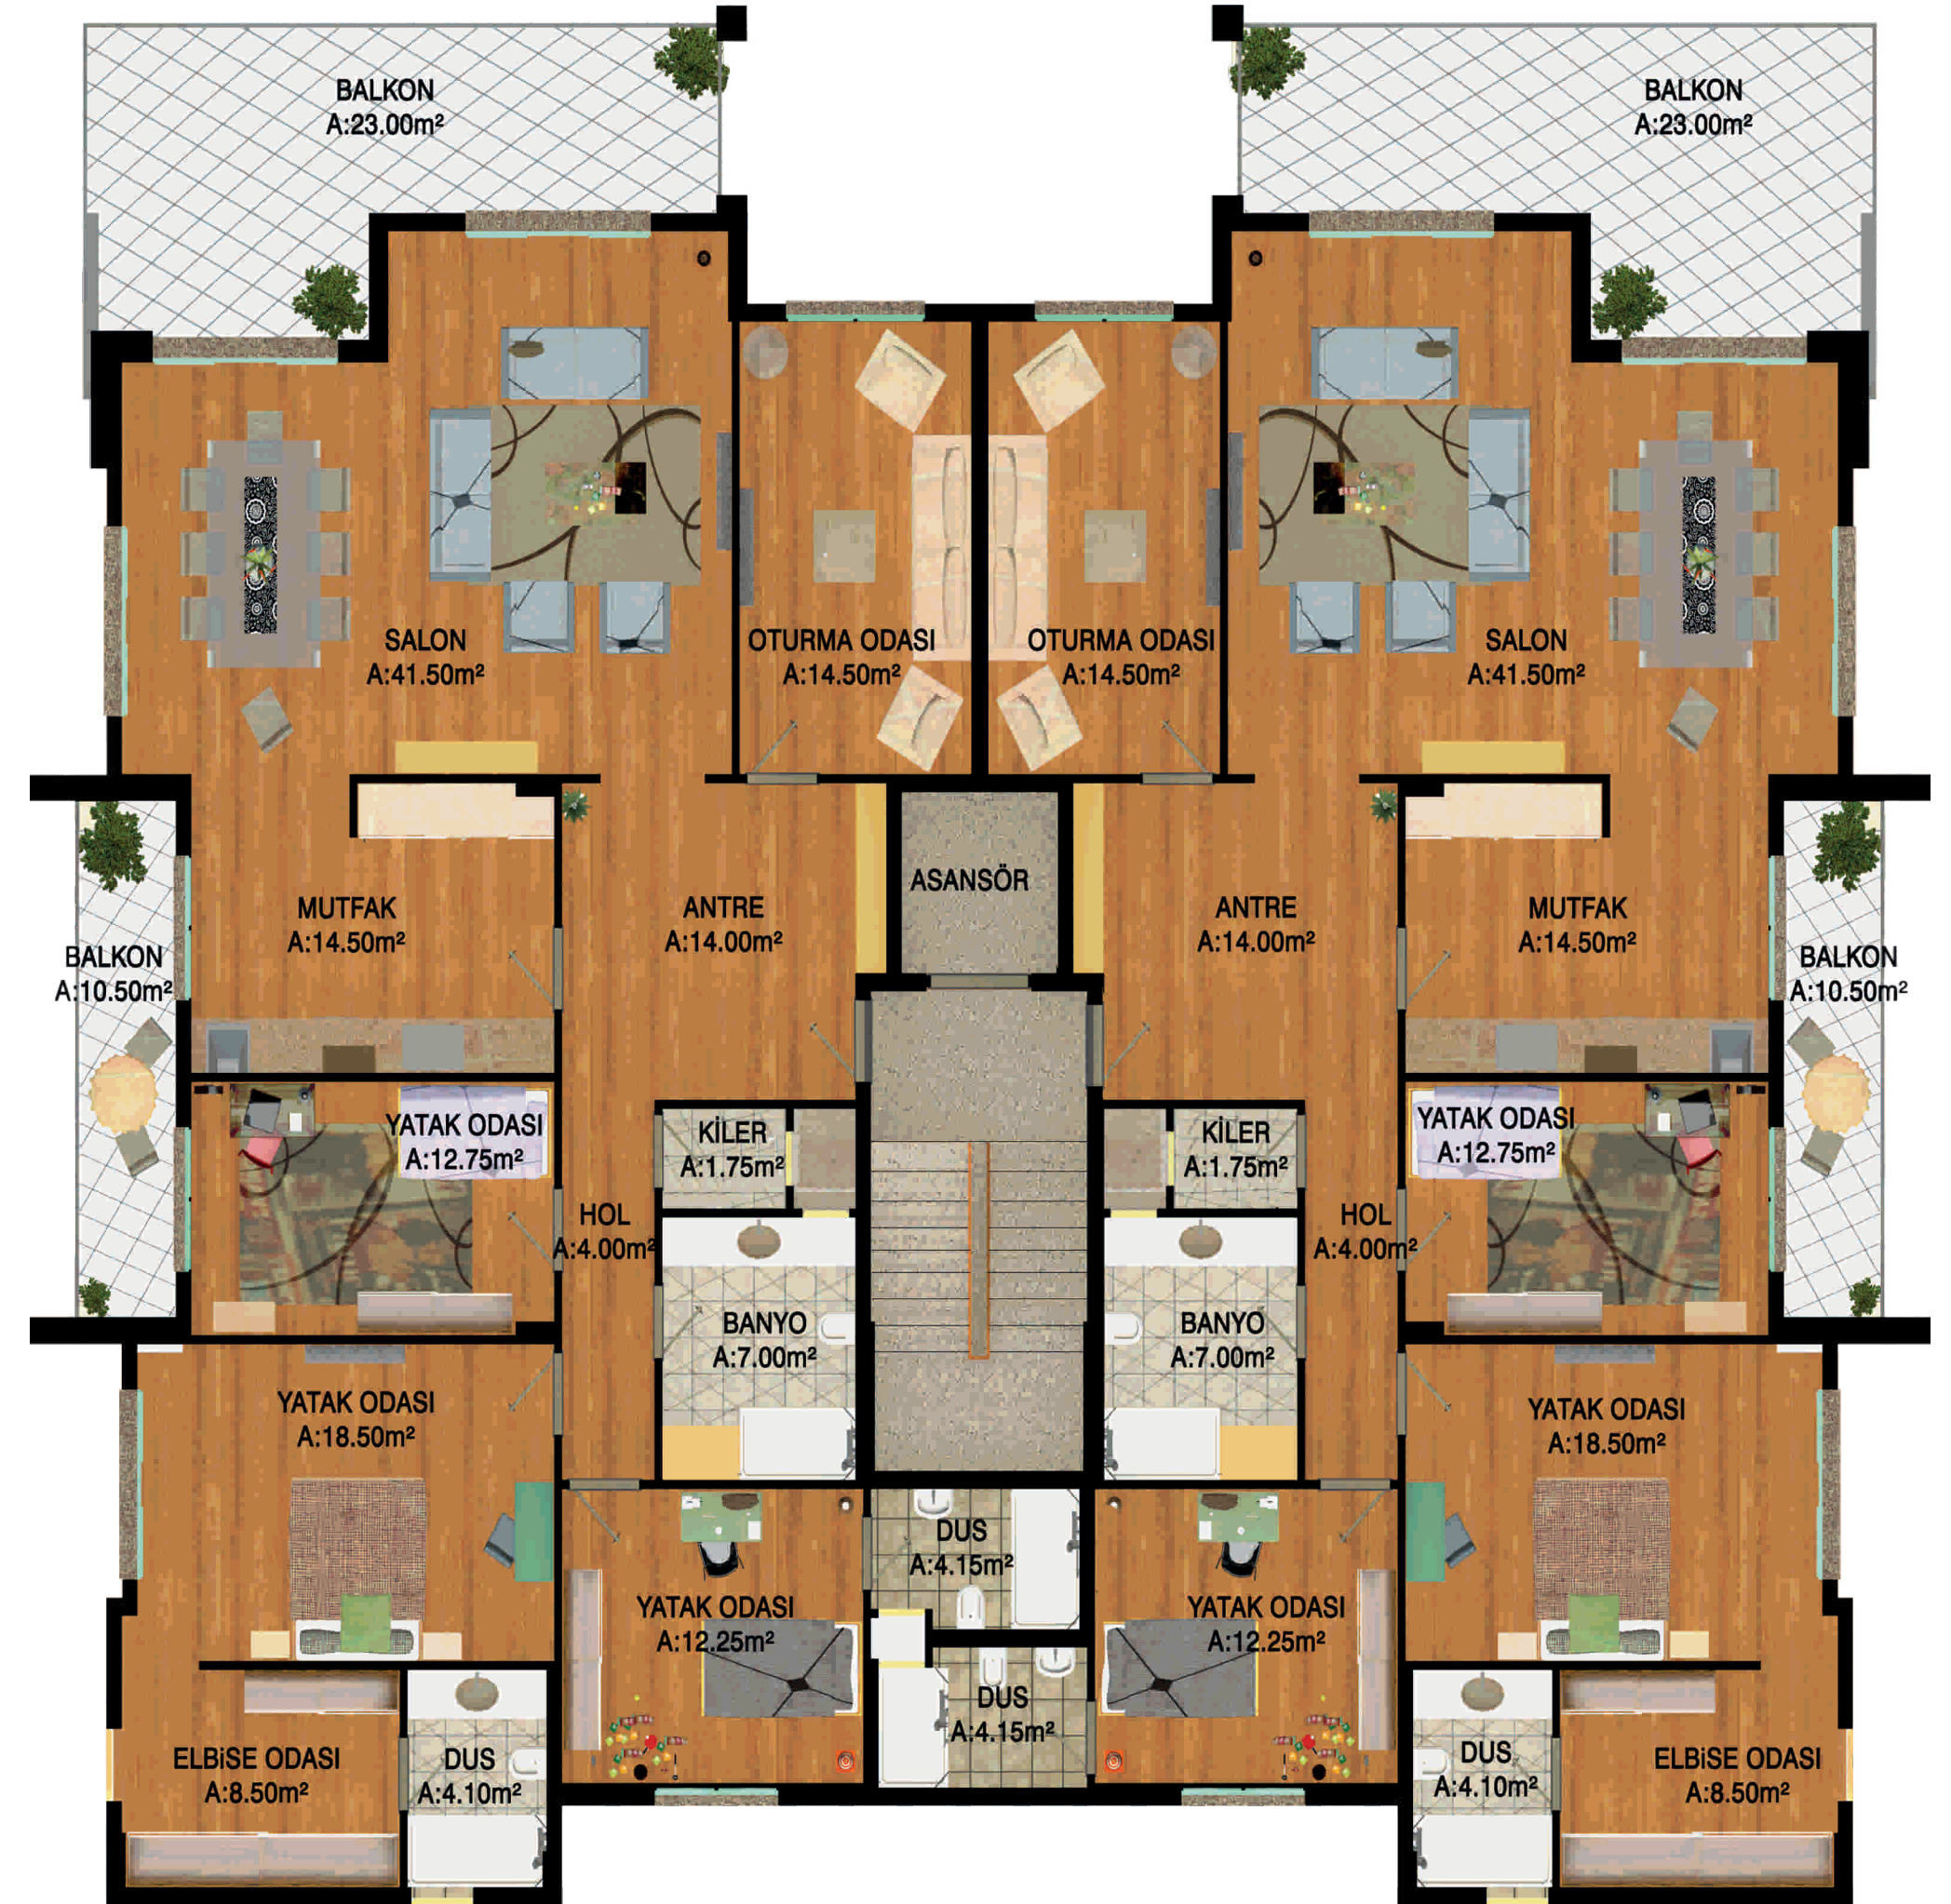 BALKON
A:23.00m²
BALKON
A:23.00m²
SALON
A:41.50m²
OTURMA ODASI
A:14.50m²
OTURMA ODASI
A:14.50m²
SALON
A:41.50m²
ASANSÖR
MUTFAK
A:14.50m²
ANTRE
A:14.00m²
ANTRE
A:14.00m²
MUTFAK
A:14.50m²
BALKON
A:10.50m²
BALKON
A:10.50m²
YATAK ODASI
A:12.75m²
KİLER
A:1.75m²
KİLER
A:1.75m²
YATAK ODASI
A:12.75m²
HOL
A:4.00m²
HOL
A:4.00m²
BANYO
A:7.00m²
BANYO
A:7.00m²
YATAK ODASI
A:18.50m²
YATAK ODASI
A:18.50m²
DUS
A:4.15m²
YATAK ODASI
A:12.25m²
YATAK ODASI
A:12.25m²
DUS
A:4.15m²
ELBiSE ODASI
A:8.50m²
DUS
A:4.10m²
DUS
A:4.10m²
ELBiSE ODASI
A:8.50m²